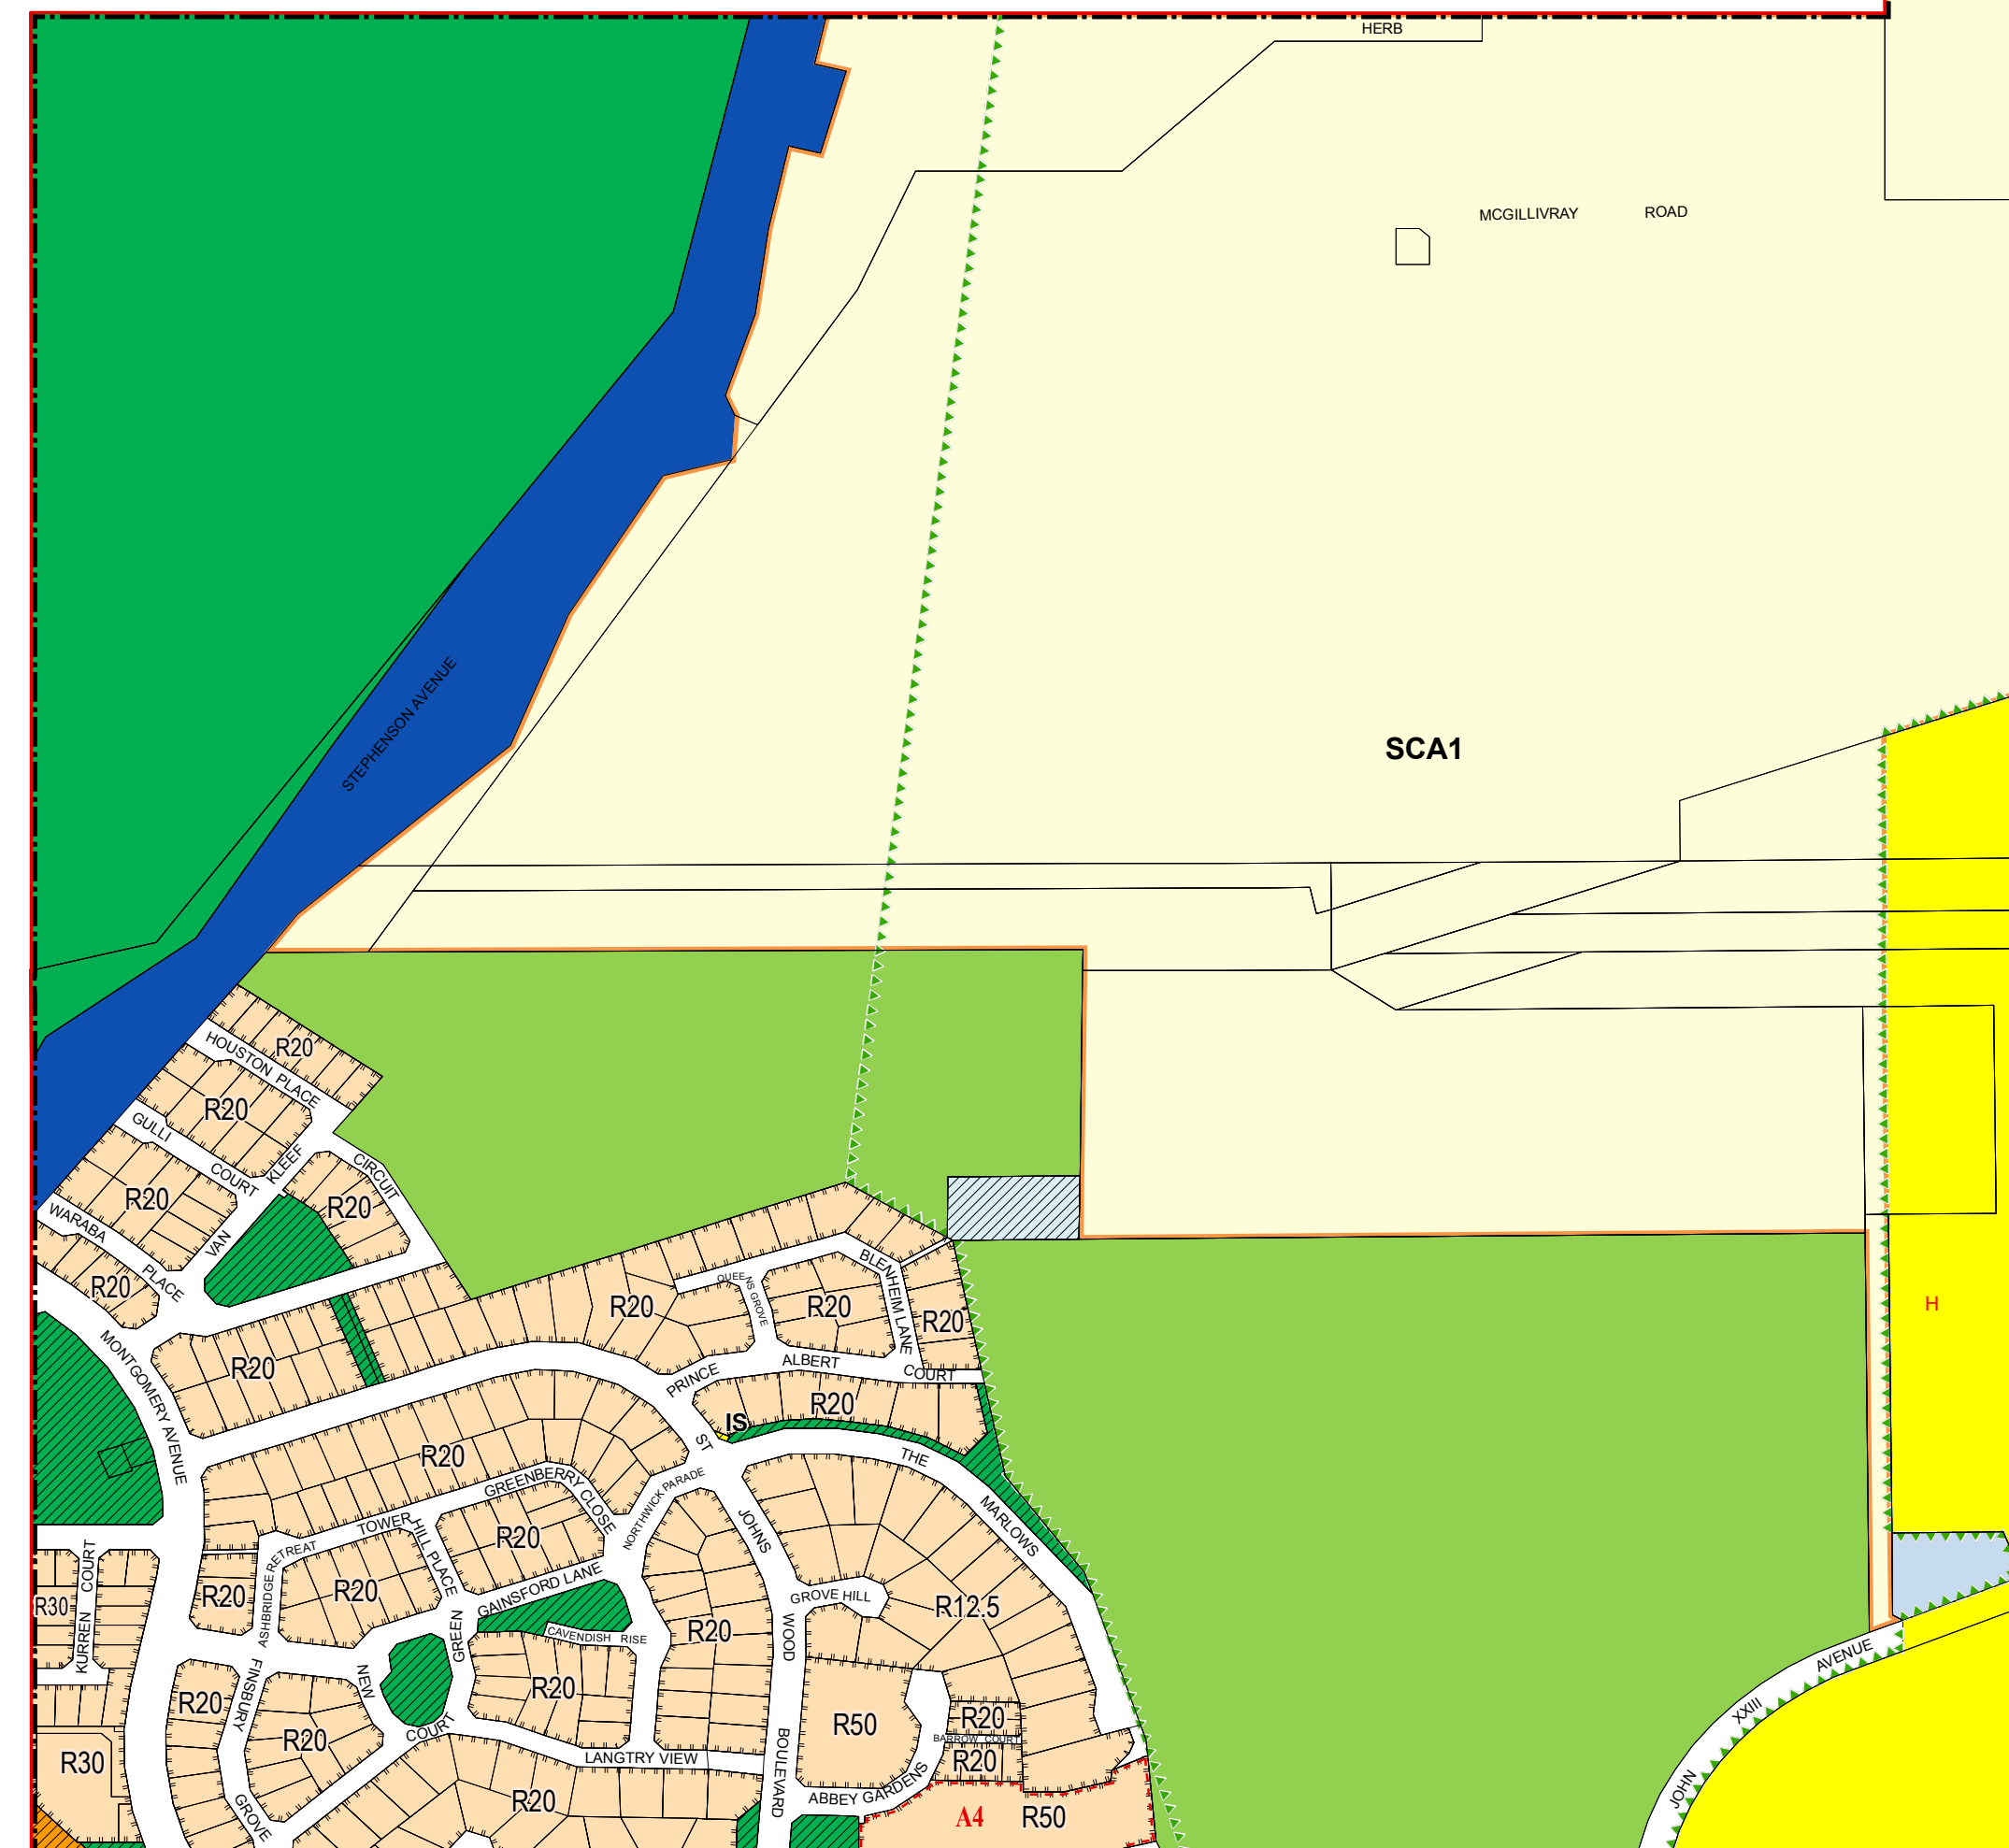 HERB
MCGILLIVRAY ROAD
STEPHENSON AVENUE
SCA1
R20
HOUSTON PLACE
R20
GULLI COURT
VAN KLEEF CIRCUIT
R20
R20
WARABA PLACE
R20
MONTGOMERY AVENUE
R20
R20
QUEENS GROVE
R20
BLENHEIM LANE
R20
H
PRINCE ALBERT COURT
R20
IS
ST JOHNS WOOD BOULEVARD
THE MARLOWS
R20
GREENBERRY CLOSE
NORTHWICK PARADE
TOWER HILL PLACE
R20
ASHBRIDGE RETREAT
KURREN COURT
R30
R20
R20
GAINSFORD LANE
GREEN
CAVENDISH RISE
R20
GROVE HILL
R12.5
FINSBURY GROVE
NEW
COURT
R20
R20
R20
R50
R20
BARROW COURT
R20
R30
LANGTRY VIEW
R20
ABBEY GARDENS
A4
R50
JOHN XXIII AVENUE